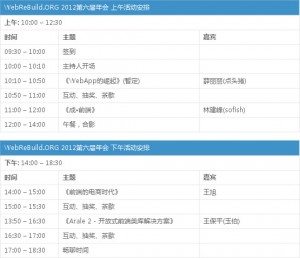 WebReBuild.ORG 2012第六届年会 上午活动安排
上午: 10:00 – 12:30
时间 主题 嘉宾
09:30 – 10:00 签到
10:00 – 10:10 主持人开场
10:10 – 10:50 《WebApp的崛起》(暂定) 薛丽丽(点头猪)
10:50 – 11:00 互动、抽奖、茶歇
11:00 – 12:00 《成•前端》 林建锋(sofish)
12:00 – 14:00 午餐，合影
WebReBuild.ORG 2012第六届年会 下午活动安排
下午: 14:00 – 18:30
时间 主题 嘉宾
14:00 – 15:00 《前端的电商时代》 王旭
15:00 – 15:30 互动、抽奖、茶歇
13:50 – 16:30 《Arale 2 - 开放式前端类库解决方案》 王保平(玉伯)
16:30 – 17:00 互动、抽奖、茶歇
17:00 – 18:30 畅聊时间